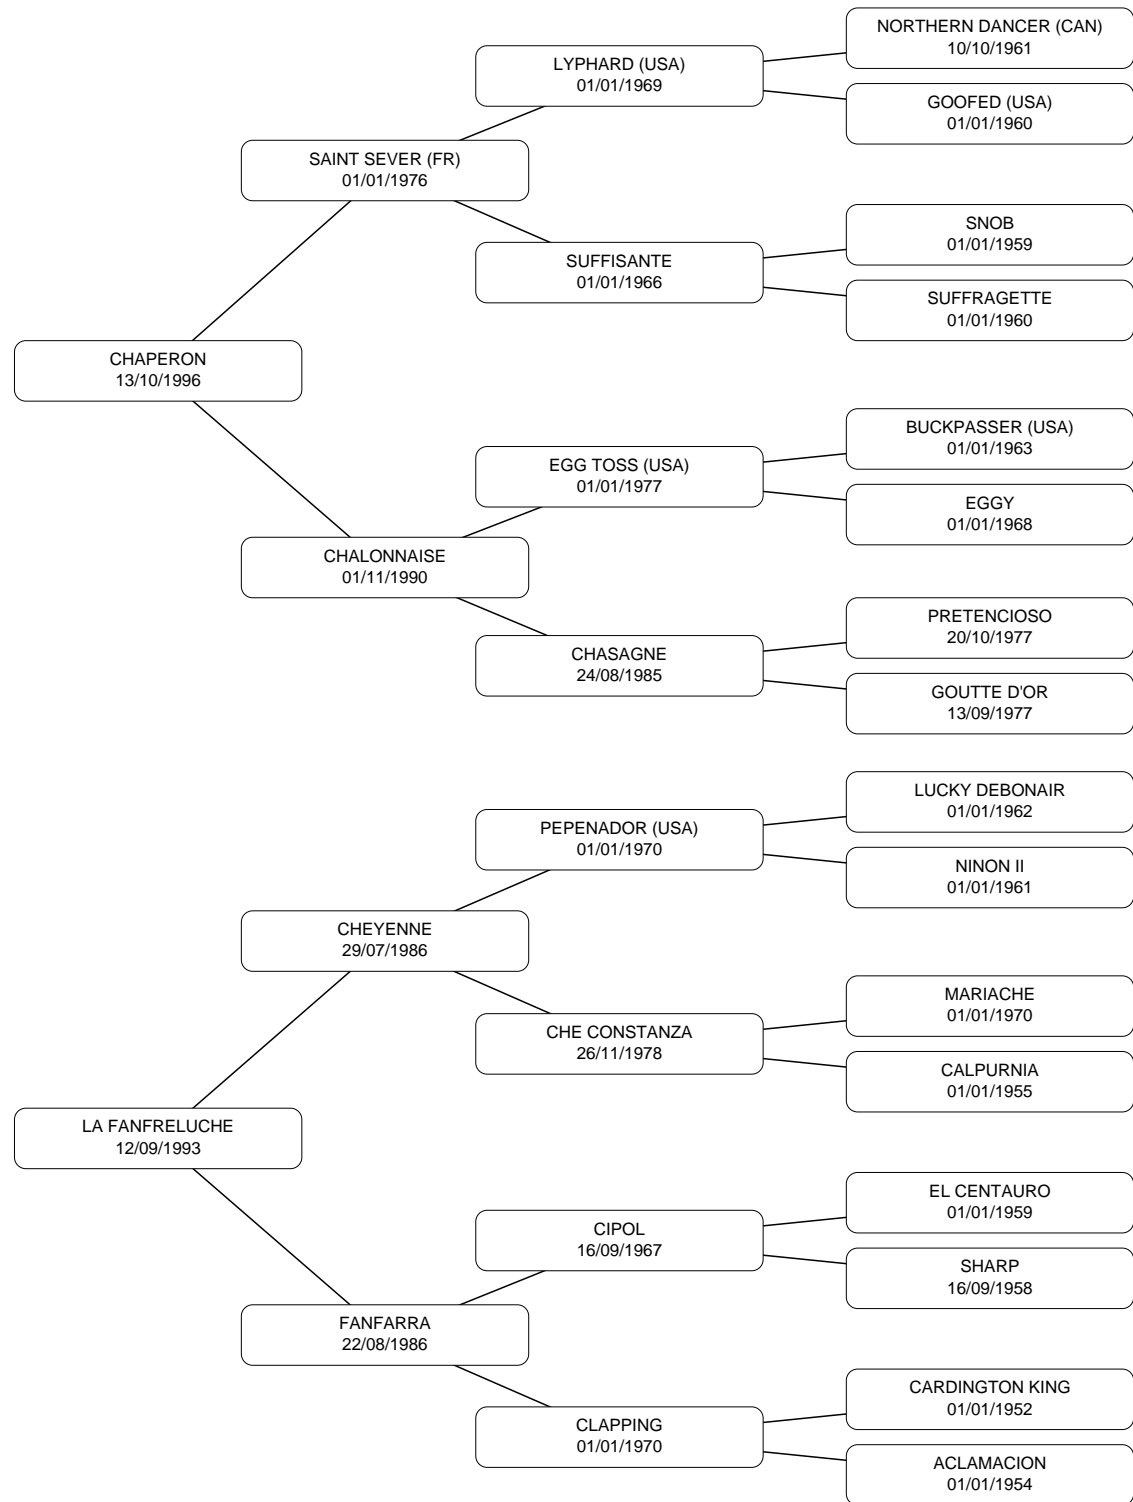 NORTHERN DANCER (CAN)
10/10/1961
LYPHARD (USA)
01/01/1969
GOOFED (USA)
01/01/1960
SAINT SEVER (FR)
01/01/1976
SNOB
01/01/1959
SUFFISANTE
01/01/1966
SUFFRAGETTE
01/01/1960
CHAPERON
13/10/1996
BUCKPASSER (USA)
01/01/1963
EGG TOSS (USA)
01/01/1977
EGGY
01/01/1968
CHALONNAISE
01/11/1990
PRETENCIOSO
20/10/1977
CHASAGNE
24/08/1985
GOUTTE D'OR
13/09/1977
LUCKY DEBONAIR
01/01/1962
PEPENADOR (USA)
01/01/1970
NINON II
01/01/1961
CHEYENNE
29/07/1986
MARIACHE
01/01/1970
CHE CONSTANZA
26/11/1978
CALPURNIA
01/01/1955
LA FANFRELUCHE
12/09/1993
EL CENTAURO
01/01/1959
CIPOL
16/09/1967
SHARP
16/09/1958
FANFARRA
22/08/1986
CARDINGTON KING
01/01/1952
CLAPPING
01/01/1970
ACLAMACION
01/01/1954